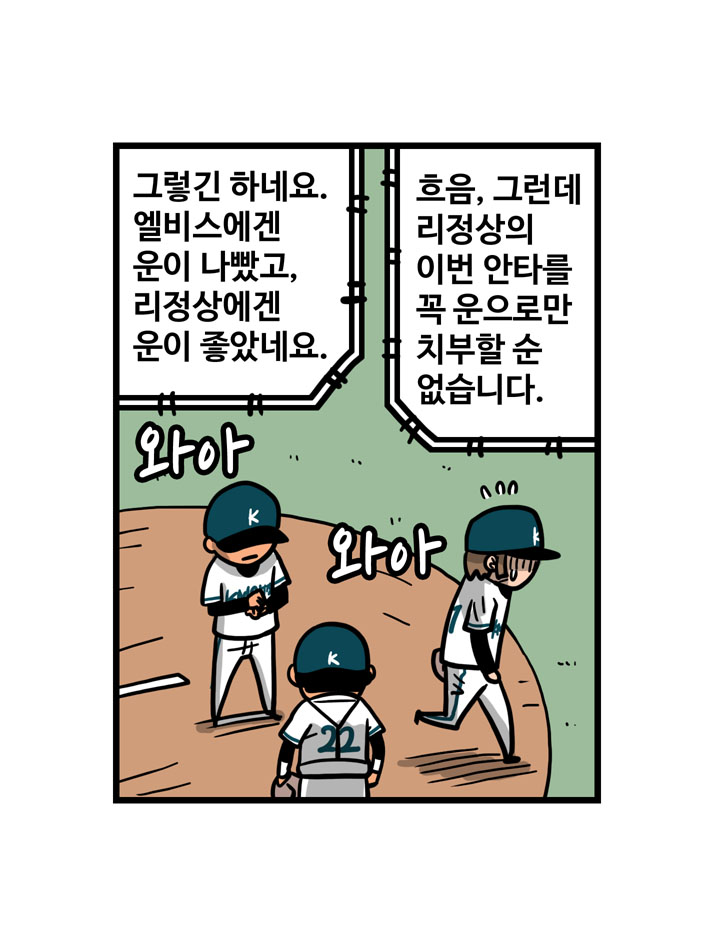 그렇긴 하네요.
엘비스에겐
운이 나빴고,
리정상에겐
운이 좋았네요.
흐음, 그런데
리정상의
이번 안타를
꼭 운으로만
치부할 순
없습니다.
와아
와아
K
K
K
22